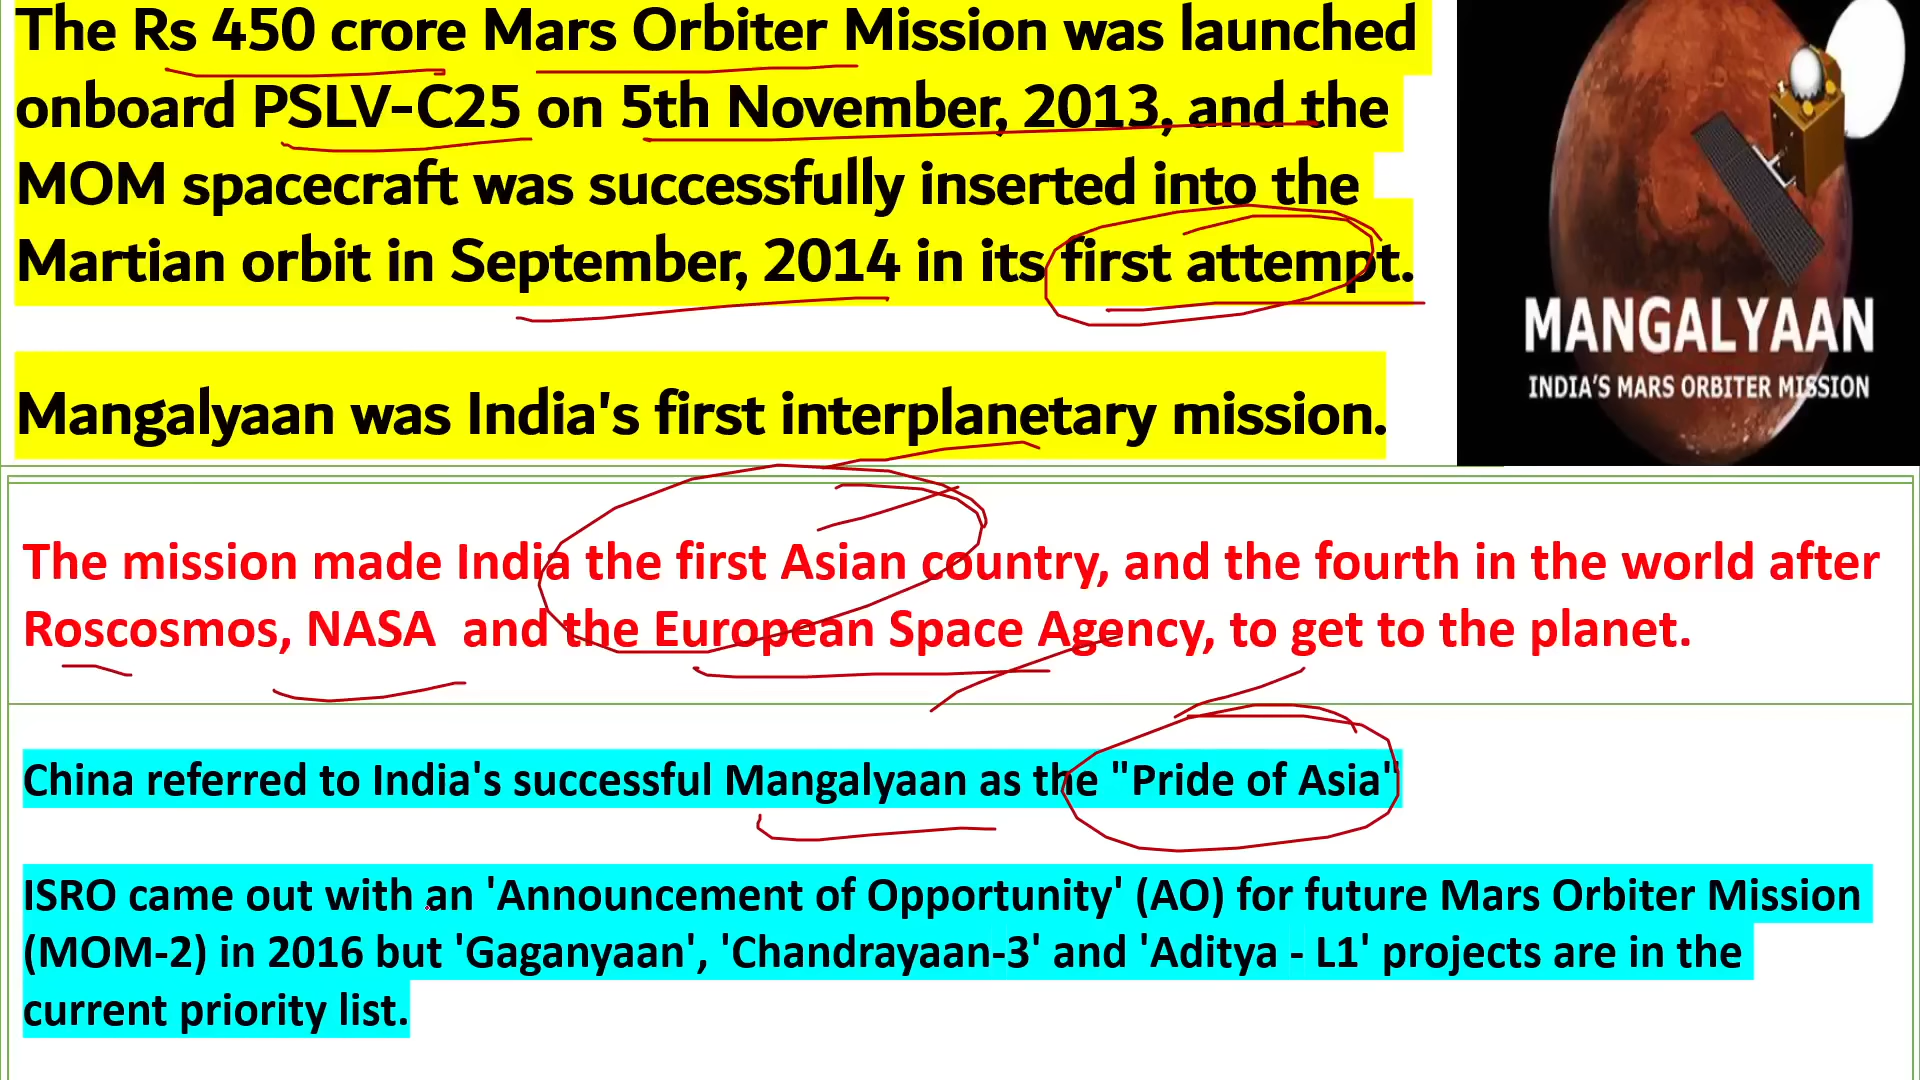 The Rs 450 crore Mars Orbiter Mission was launched
onboard PSLV-C25 on 5th November, 2013, and the
MOM spacecraft was successfully inserted into the
Martian orbit in September, 2014 in its first attempt.
Mangalyaan was India's first interplanetary mission.
MANGALYAAN
INDIA'S MARS ORBITER MISSION
The mission made India the first Asian country, and the fourth in the world after
Roscosmos, NASA and the European Space Agency, to get to the planet.
China referred to India's successful Mangalyaan as the "Pride of Asia"
ISRO came out with an 'Announcement of Opportunity' (AO) for future Mars Orbiter Mission
(MOM-2) in 2016 but 'Gaganyaan', 'Chandrayaan-3' and 'Aditya - L1' projects are in the
current priority list.